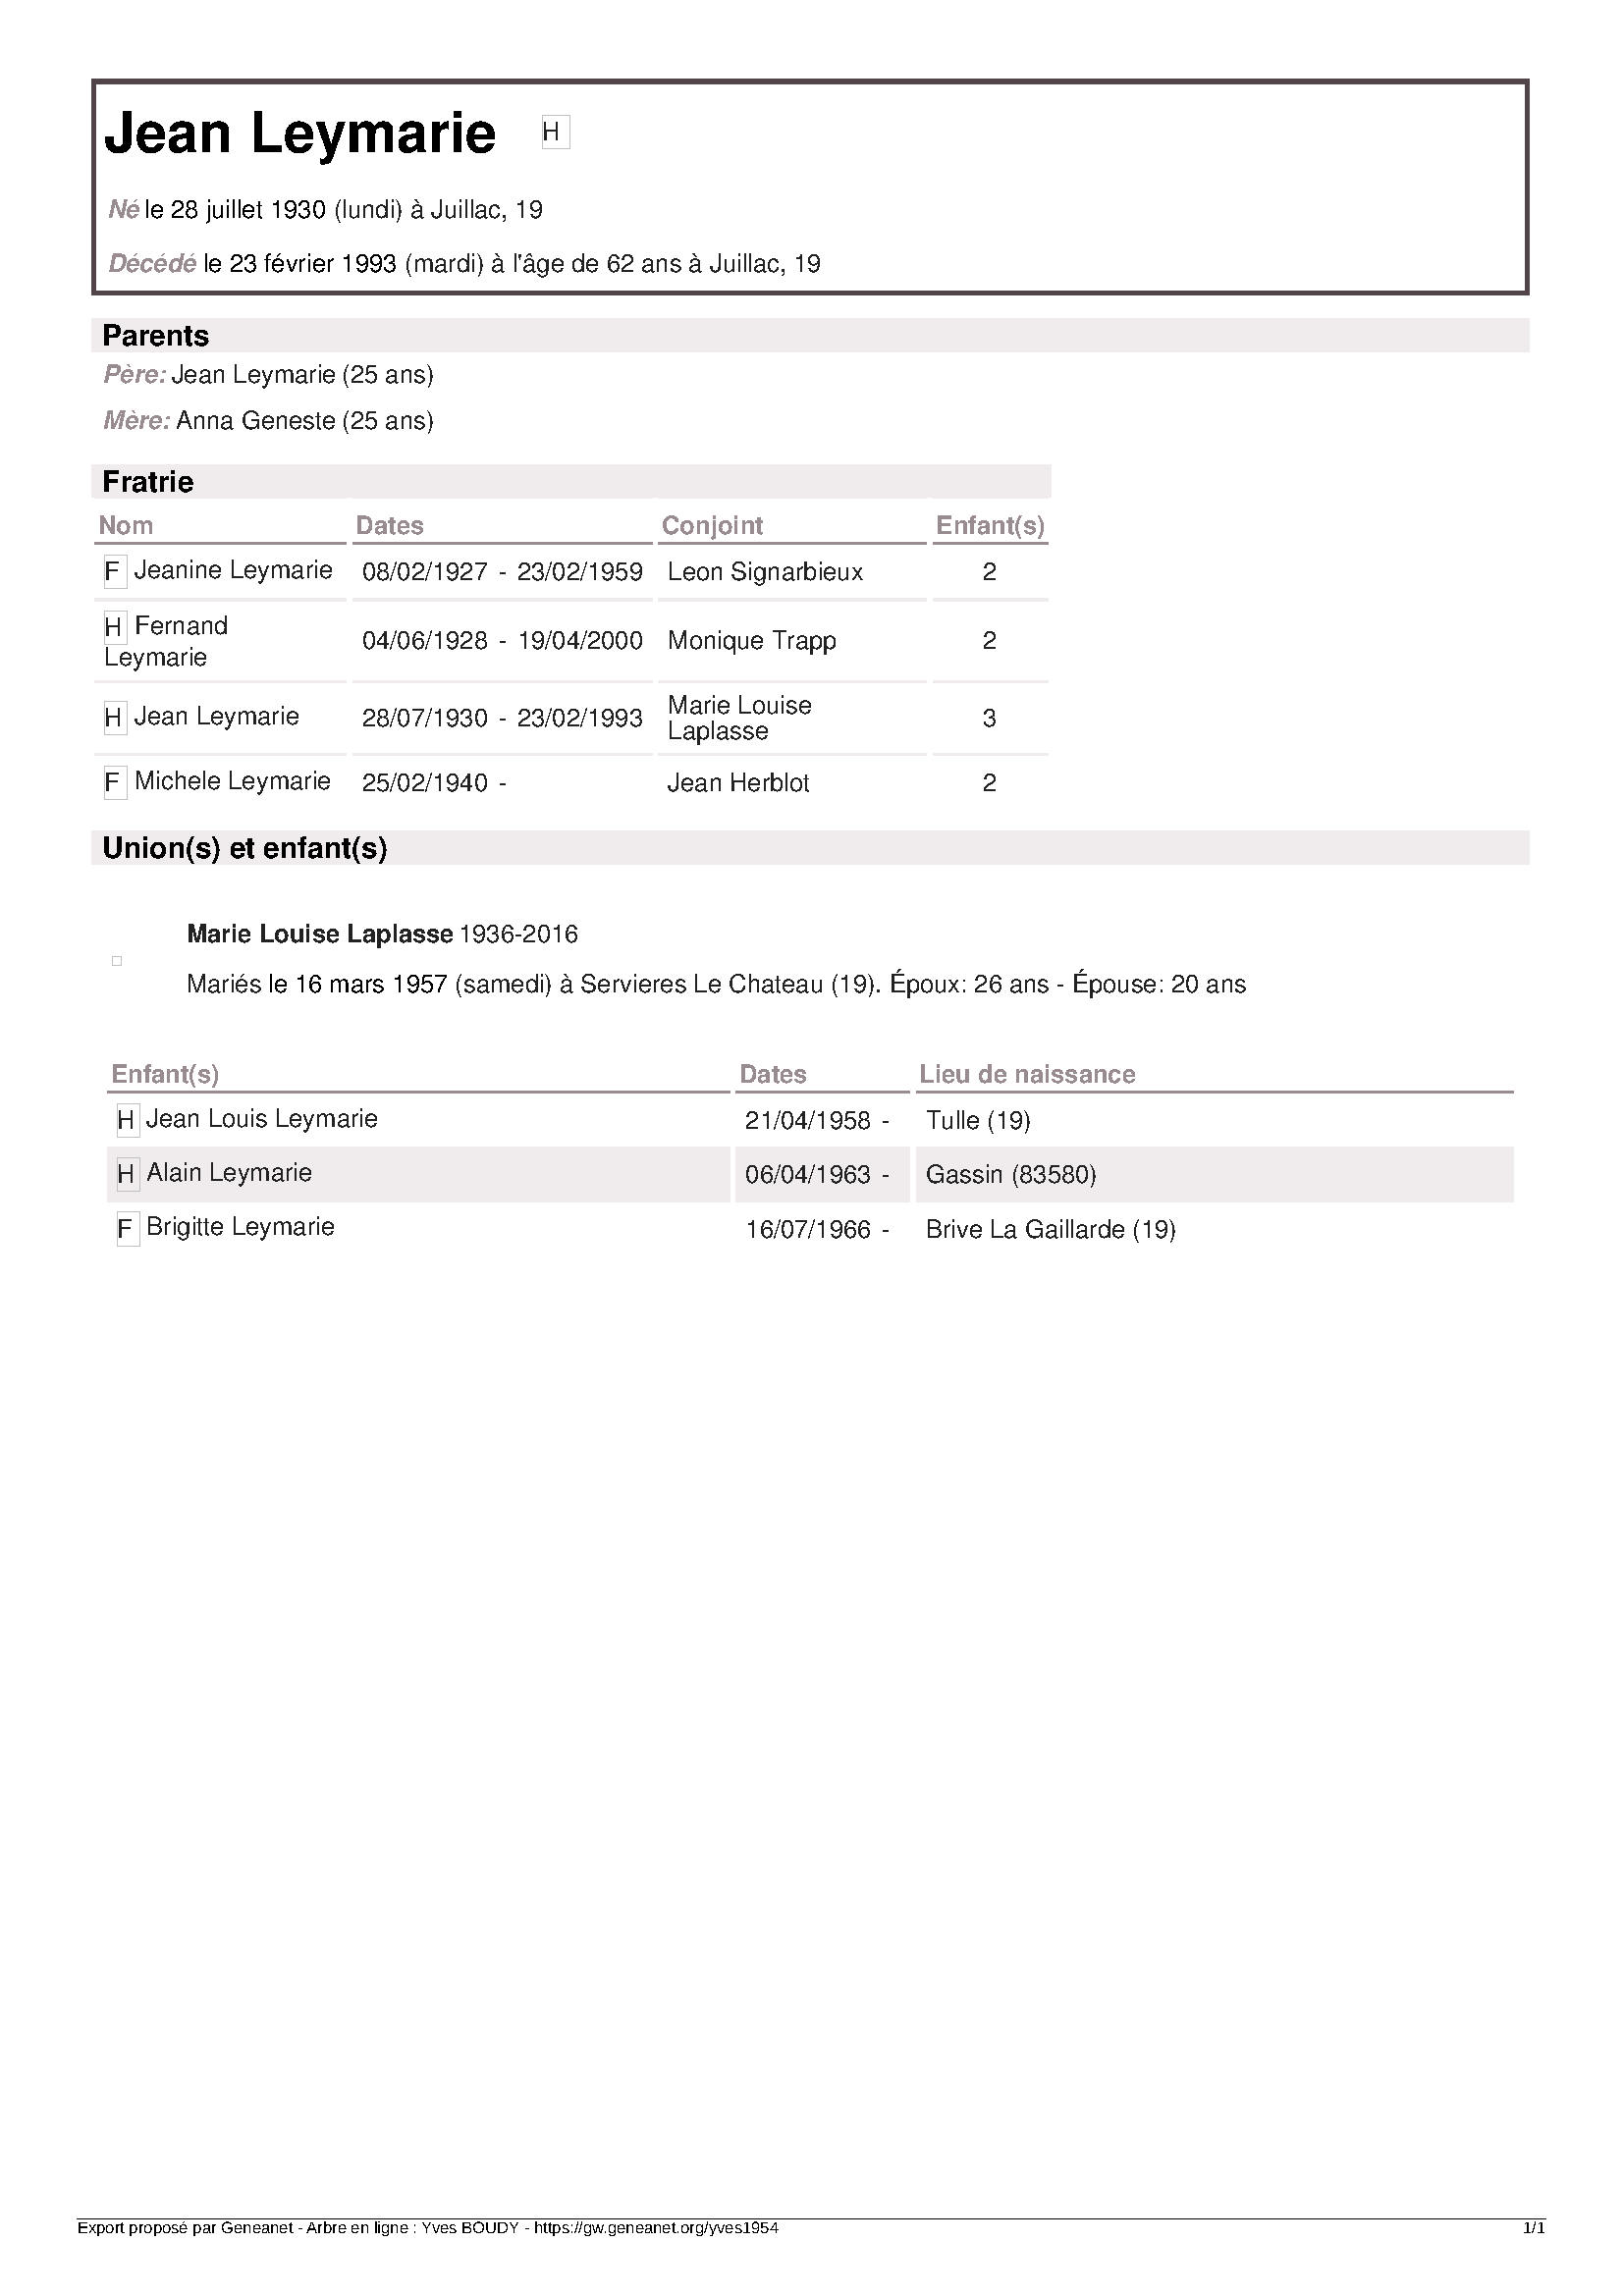 Jean Leymarie H
Né le 28 juillet 1930 (lundi) à Juillac, 19
Décédé le 23 février 1993 (mardi) à l'âge de 62 ans à Juillac, 19
Parents
Père: Jean Leymarie (25 ans)
Mère: Anna Geneste (25 ans)
Fratrie
Nom Dates Conjoint Enfant(s)
F Jeanine Leymarie 08/02/1927 - 23/02/1959 Leon Signarbieux 2
H Fernand
Leymarie 04/06/1928 - 19/04/2000 Monique Trapp 2
H Jean Leymarie 28/07/1930 - 23/02/1993 Marie Louise
Laplasse 3
F Michele Leymarie 25/02/1940 - Jean Herblot 2
Union(s) et enfant(s)
Marie Louise Laplasse 1936-2016
Mariés le 16 mars 1957 (samedi) à Servieres Le Chateau (19). Époux: 26 ans - Épouse: 20 ans
Enfant(s) Dates Lieu de naissance
H Jean Louis Leymarie 21/04/1958 - Tulle (19)
H Alain Leymarie 06/04/1963 - Gassin (83580)
F Brigitte Leymarie 16/07/1966 - Brive La Gaillarde (19)
Export proposé par Geneanet - Arbre en ligne : Yves BOUDY - https://gw.geneanet.org/yves1954 1/1